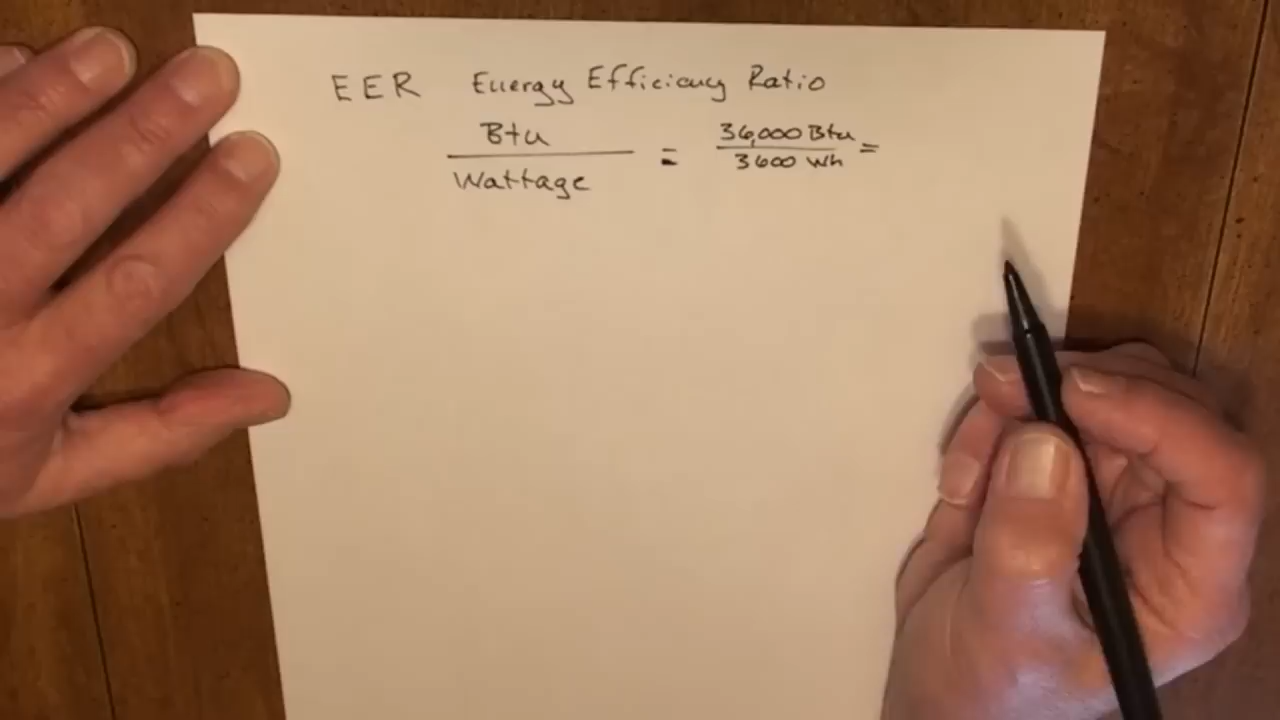 EER Energy Efficiency Ratio
Btu
Wattage
=
36,000 Btu
3600 Wh
=